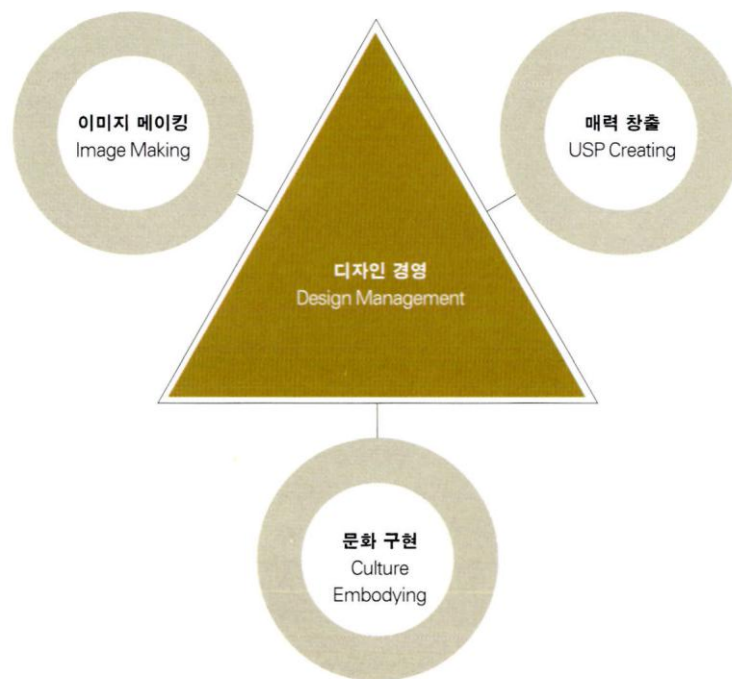 이미지 메이킹
Image Making
매력 창출
USP Creating
디자인 경영
Design Management
문화 구현
Culture
Embodying